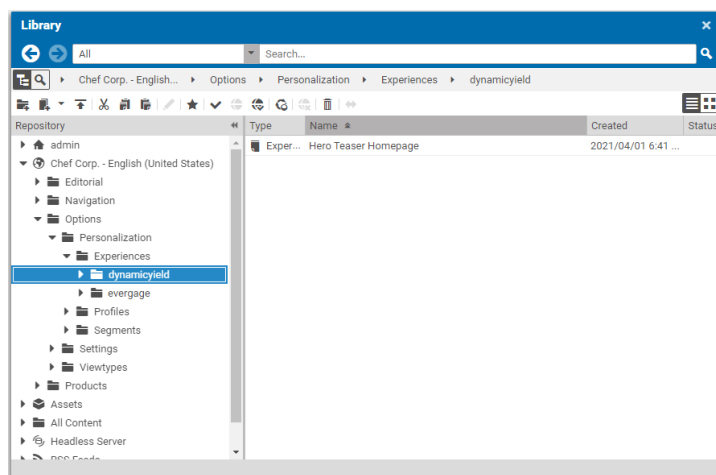 Library
All
Search...
Chef Corp. - English... Options Personalization Experiences dynamicyield
Repository
Type Name Created Status
admin
Exper... Hero Teaser Homepage 2021/04/01 6:41 ...
Chef Corp. - English (United States)
Editorial
Navigation
Options
Personalization
Experiences
dynamicyield
evergage
Profiles
Segments
Settings
Viewtypes
Products
Assets
All Content
Headless Server
RSS Feeds